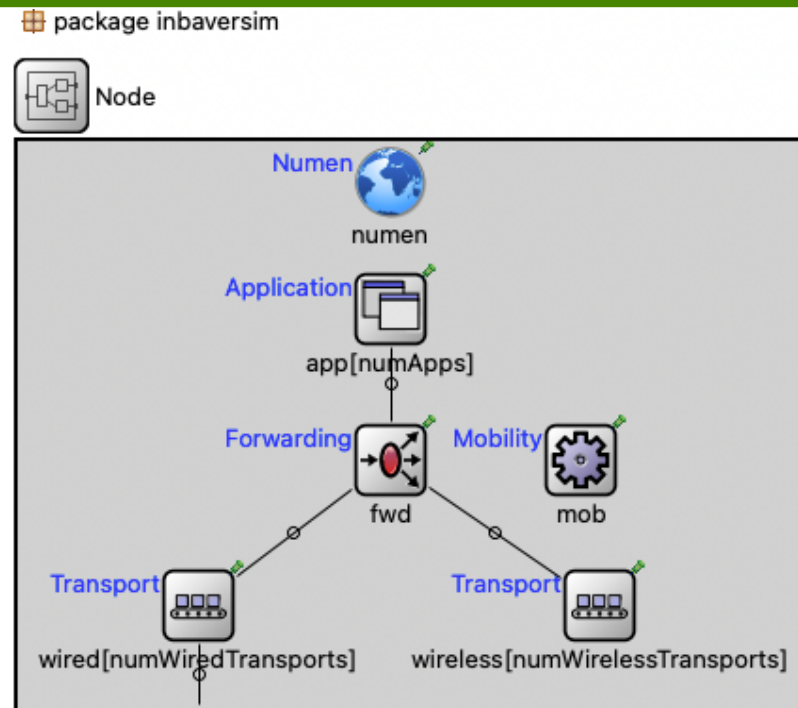 package inbaversim
Node
Numen
numen
Application
app[numApps]
Forwarding
fwd
Mobility
mob
Transport
wired[numWiredTransports]
Transport
wireless[numWirelessTransports]